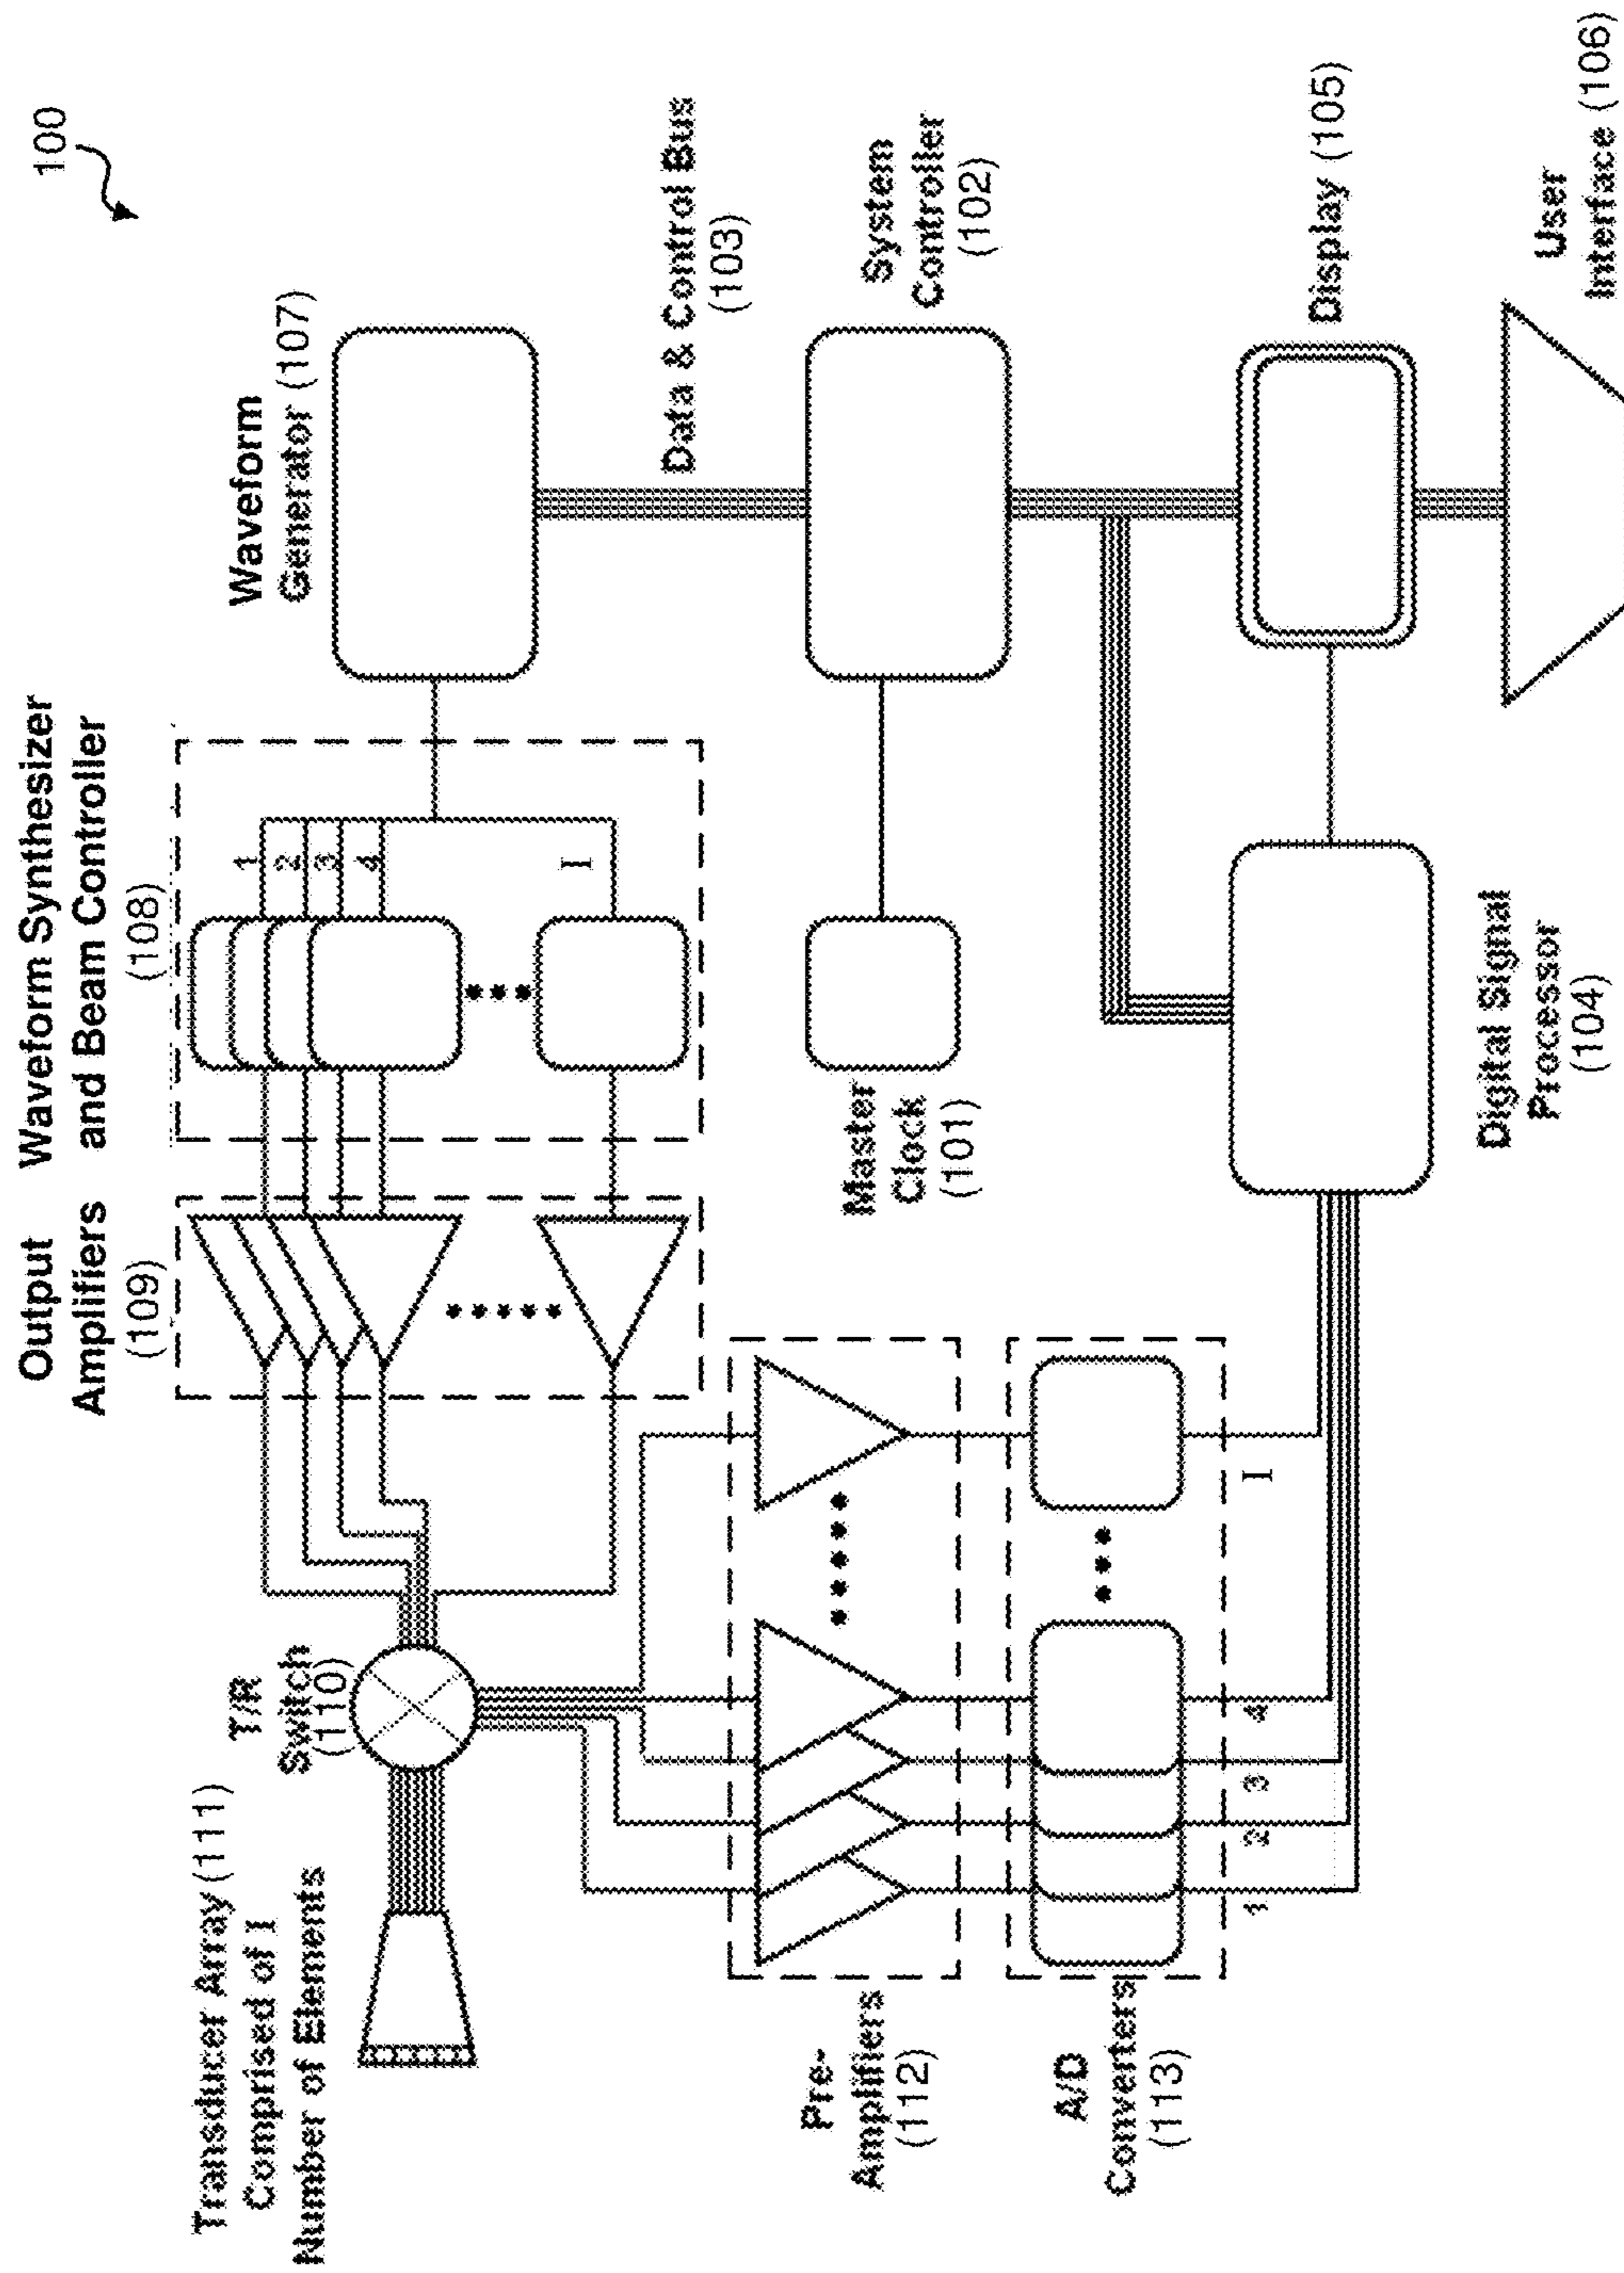 100
Transducer Array (111)
Comprised of I
Number of Elements
T/R
Switch
(110)
Output
Amplifiers
(109)
Waveform Synthesizer
and Beam Controller
(108)
1
2
3
4
I
Waveform
Generator (107)
Data & Control Bus
(103)
Pre-
Amplifiers
(112)
Master
Clock
(101)
System
Controller
(102)
A/D
Converters
(113)
1
2
3
4
I
Digital Signal
Processor
(104)
Display (105)
User
Interface (106)